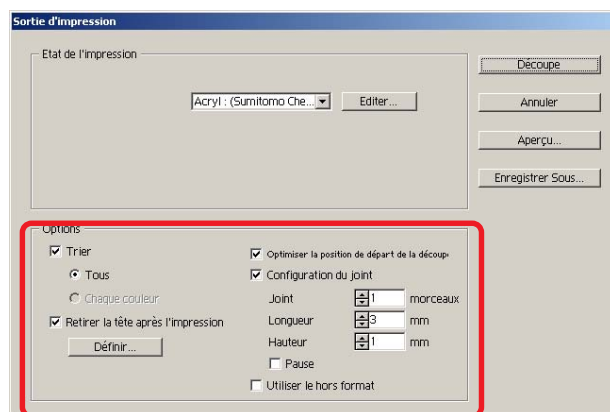 Sortie d'impression
Etat de l'impression
Acryl : (Sumitomo Che...
Editer...
Découpe
Annuler
Aperçu...
Enregistrer Sous...
Options
Trier
Tous
Chaque couleur
Retirer la tête après l'impression
Définir...
Optimiser la position de départ de la découpe
Configuration du joint
Joint 1 morceaux
Longueur 3 mm
Hauteur 1 mm
Pause
Utiliser le hors format